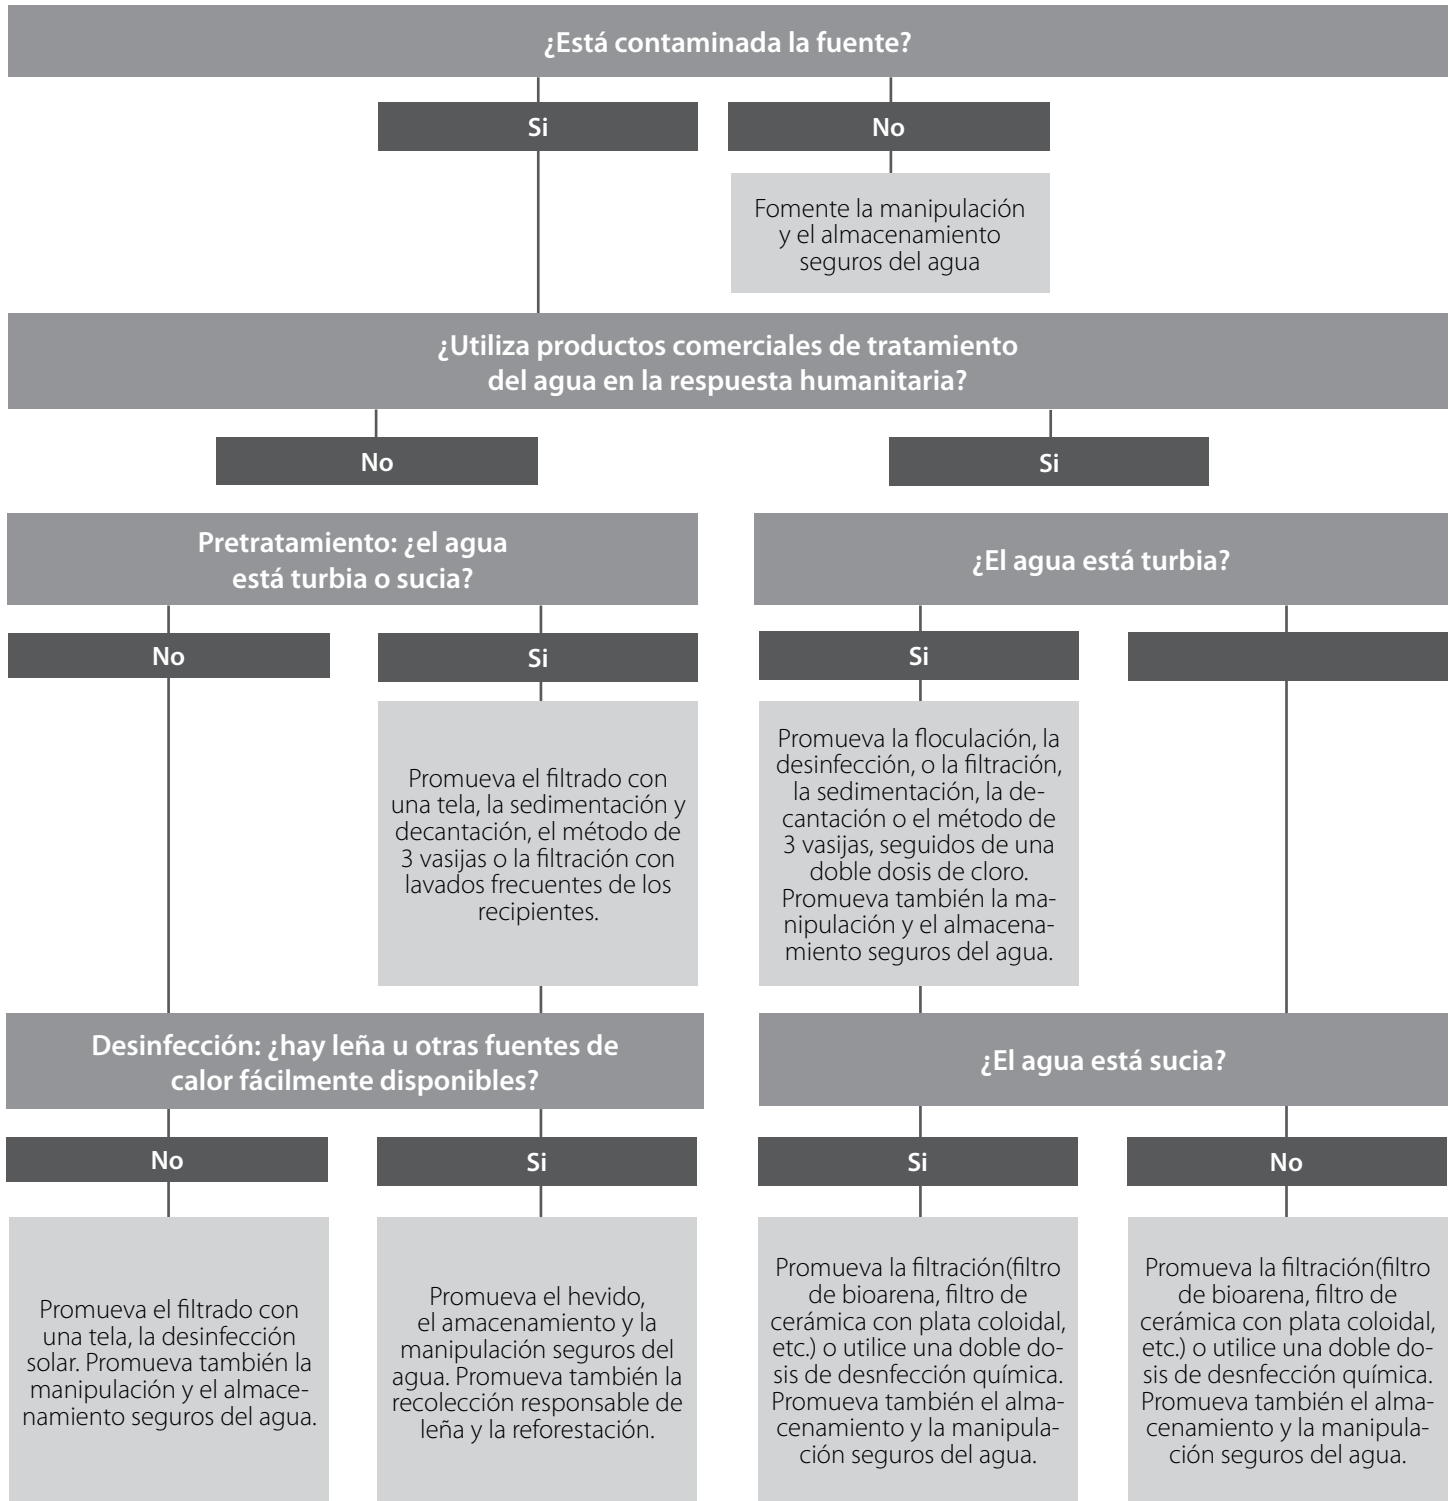 ¿Está contaminada la fuente?
Si
No
Fomente la manipulación
y el almacenamiento
seguros del agua
¿Utiliza productos comerciales de tratamiento
del agua en la respuesta humanitaria?
No
Si
Pretratamiento: ¿el agua
está turbia o sucia?
¿El agua está turbia?
No
Si
Si
Promueva el filtrado con
una tela, la sedimentación y
decantación, el método de
3 vasijas o la filtración con
lavados frecuentes de los
recipientes.
Promueva la floculación, la
desinfección, o la filtración,
la sedimentación, la de-
cantación o el método de
3 vasijas, seguidos de una
doble dosis de cloro.
Promueva también la ma-
nipulación y el almacena-
miento seguros del agua.
Desinfección: ¿hay leña u otras fuentes de
calor fácilmente disponibles?
¿El agua está sucia?
No
Si
Si
No
Promueva el filtrado con
una tela, la desinfección
solar. Promueva también la
manipulación y el almace-
namiento seguros del agua.
Promueva el hevido,
el amacenamiento y la
manipulación seguros del
agua. Promueva también la
recolección responsable de
leña y la reforestación.
Promueva la filtración(filtro
de bioarena, filtro de
cerámica con plata coloidal,
etc.) o utilice una doble do-
sis de desnfección química.
Promueva también el alma-
cenamiento y la manipula-
ción seguros del agua.
Promueva la filtración(filtro
de bioarena, filtro de
cerámica con plata coloidal,
etc.) o utilice una doble do-
sis de desnfección química.
Promueva también el alma-
cenamiento y la manipula-
ción seguros del agua.